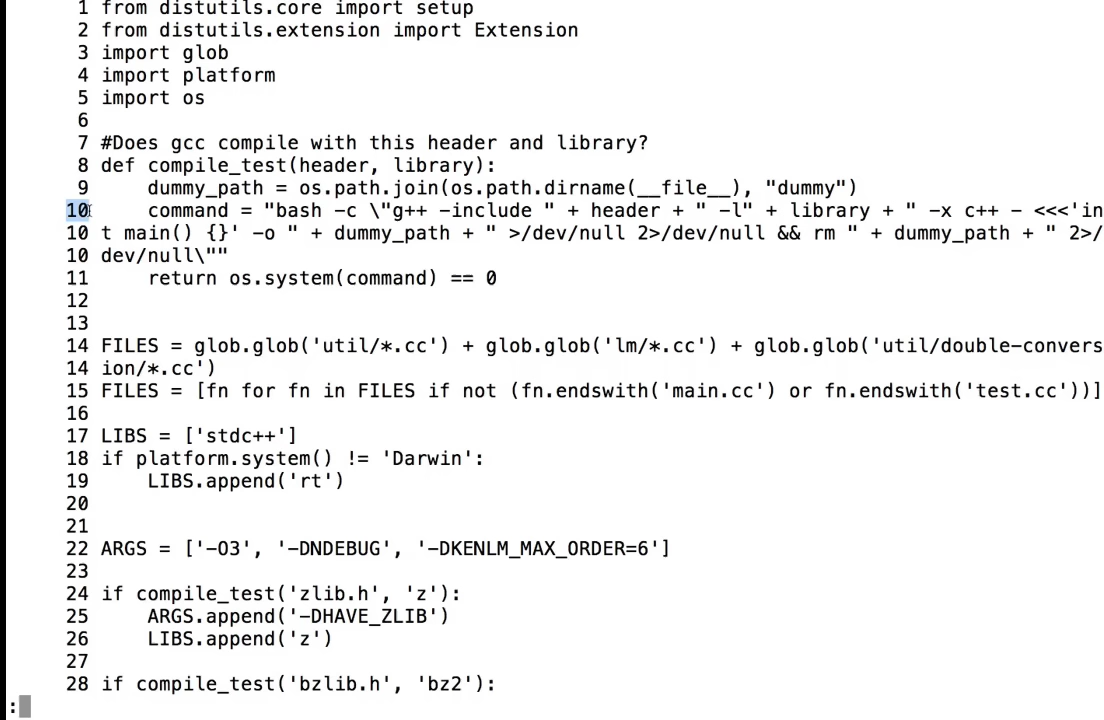 1 from distutils.core import setup
2 from distutils.extension import Extension
3 import glob
4 import platform
5 import os
6
7 #Does gcc compile with this header and library?
8 def compile_test(header, library):
9     dummy_path = os.path.join(os.path.dirname(__file__), "dummy")
10     command = "bash -c \"g++ -include " + header + " -l" + library + " -x c++ - <<<'in
10 t main() {}' -o " + dummy_path + " >/dev/null 2>/dev/null && rm " + dummy_path + " 2>/
10 dev/null\""
11     return os.system(command) == 0
12
13
14 FILES = glob.glob('util/*.cc') + glob.glob('lm/*.cc') + glob.glob('util/double-convers
14 ion/*.cc')
15 FILES = [fn for fn in FILES if not (fn.endswith('main.cc') or fn.endswith('test.cc'))]
16
17 LIBS = ['stdc++']
18 if platform.system() != 'Darwin':
19     LIBS.append('rt')
20
21
22 ARGS = ['-O3', '-DNDEBUG', '-DKENLM_MAX_ORDER=6']
23
24 if compile_test('zlib.h', 'z'):
25     ARGS.append('-DHAVE_ZLIB')
26     LIBS.append('z')
27
28 if compile_test('bzlib.h', 'bz2'):
: